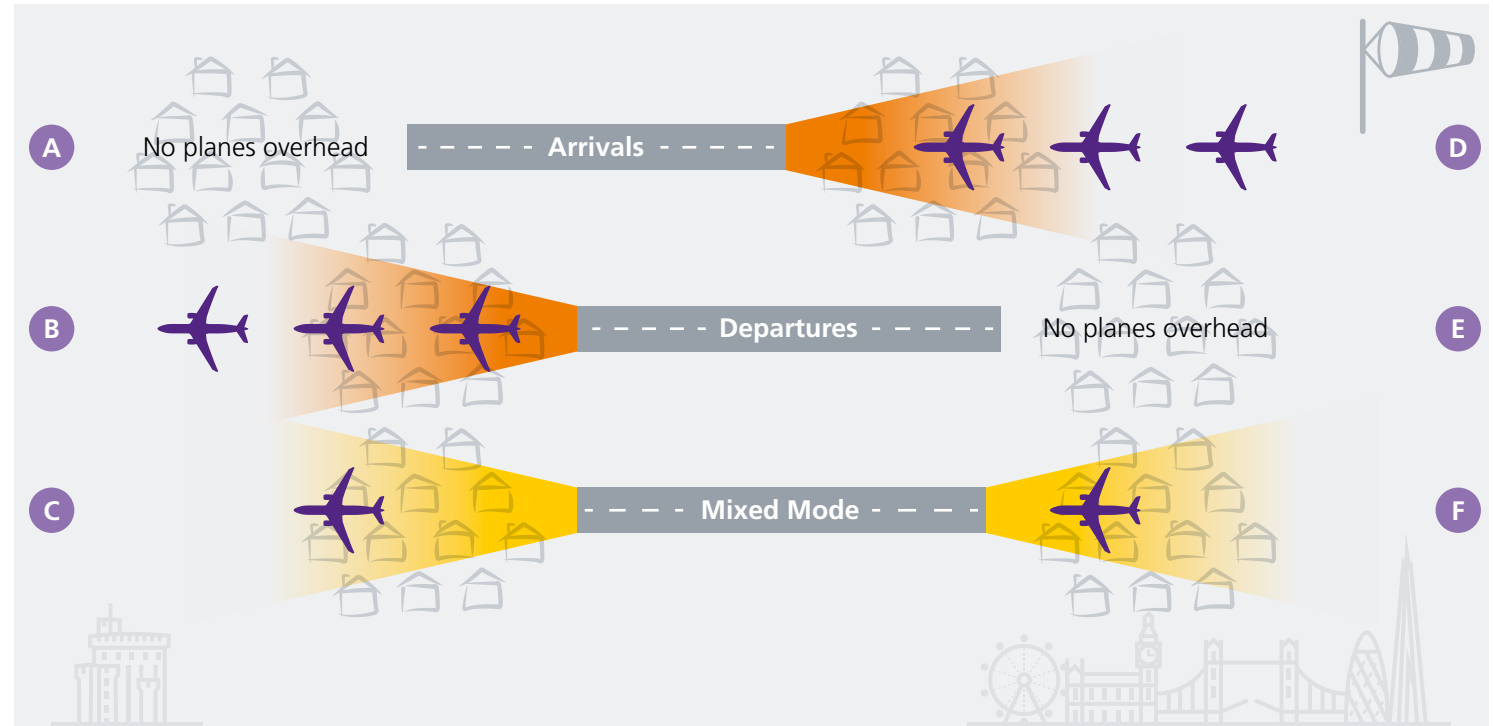 A
No planes overhead
Arrivals
D
B
Departures
No planes overhead
E
C
Mixed Mode
F